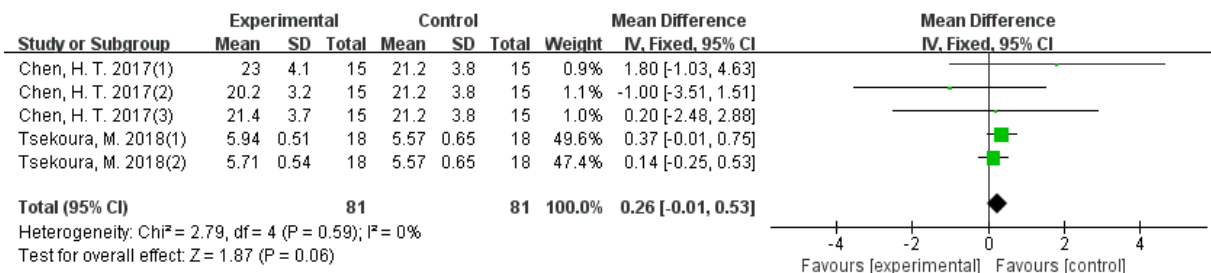 Experimental Control Mean Difference Mean Difference
Study or Subgroup Mean SD Total Mean SD Total Weight IV, Fixed, 95% CI IV, Fixed, 95% CI
Chen, H. T. 2017(1) 23 4.1 15 21.2 3.8 15 0.9% 1.80 [-1.03, 4.63]
Chen, H. T. 2017(2) 20.2 3.2 15 21.2 3.8 15 1.1% -1.00 [-3.51, 1.51]
Chen, H. T. 2017(3) 21.4 3.7 15 21.2 3.8 15 1.0% 0.20 [-2.48, 2.88]
Tsekoura, M. 2018(1) 5.94 0.51 18 5.57 0.65 18 49.6% 0.37 [-0.01, 0.75]
Tsekoura, M. 2018(2) 5.71 0.54 18 5.57 0.65 18 47.4% 0.14 [-0.25, 0.53]
Total (95% CI) 81 81 100.0% 0.26 [-0.01, 0.53]
Heterogeneity: Chi² = 2.79, df = 4 (P = 0.59); I² = 0%
Test for overall effect: Z = 1.87 (P = 0.06)
-4 -2 0 2 4
Favours [experimental] Favours [control]